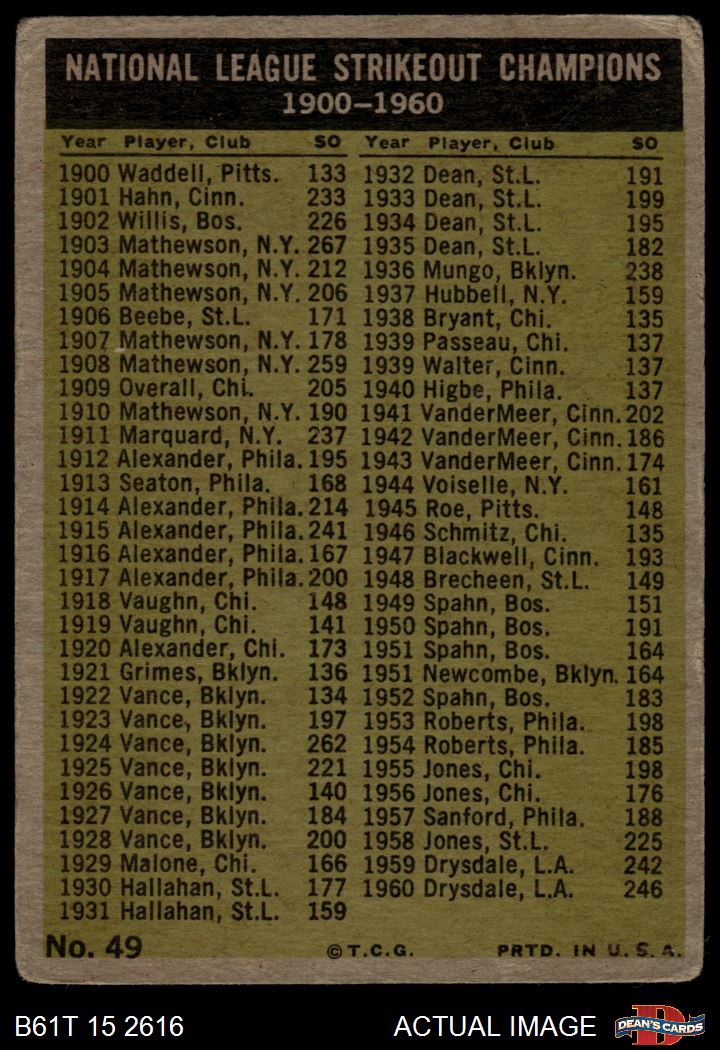 NATIONAL LEAGUE STRIKEOUT CHAMPIONS
1900–1960
Year Player, Club SO
1900 Waddell, Pitts. 133
1901 Hahn, Cinn. 233
1902 Willis, Bos. 226
1903 Mathewson, N.Y. 267
1904 Mathewson, N.Y. 212
1905 Mathewson, N.Y. 206
1906 Beebe, St.L. 171
1907 Mathewson, N.Y. 178
1908 Mathewson, N.Y. 259
1909 Overall, Chi. 205
1910 Mathewson, N.Y. 190
1911 Marquard, N.Y. 237
1912 Alexander, Phila. 195
1913 Seaton, Phila. 168
1914 Alexander, Phila. 214
1915 Alexander, Phila. 241
1916 Alexander, Phila. 167
1917 Alexander, Phila. 200
1918 Vaughn, Chi. 148
1919 Vaughn, Chi. 141
1920 Alexander, Chi. 173
1921 Grimes, Bklyn. 136
1922 Vance, Bklyn. 134
1923 Vance, Bklyn. 197
1924 Vance, Bklyn. 262
1925 Vance, Bklyn. 221
1926 Vance, Bklyn. 140
1927 Vance, Bklyn. 184
1928 Vance, Bklyn. 200
1929 Malone, Chi. 166
1930 Hallahan, St.L. 177
1931 Hallahan, St.L. 159
Year Player, Club SO
1932 Dean, St.L. 191
1933 Dean, St.L. 199
1934 Dean, St.L. 195
1935 Dean, St.L. 182
1936 Mungo, Bklyn. 238
1937 Hubbell, N.Y. 159
1938 Bryant, Chi. 135
1939 Passeau, Chi. 137
1939 Walter, Cinn. 137
1940 Higbe, Phila. 137
1941 VanderMeer, Cinn. 202
1942 VanderMeer, Cinn. 186
1943 VanderMeer, Cinn. 174
1944 Voiselle, N.Y. 161
1945 Roe, Pitts. 148
1946 Schmitz, Chi. 135
1947 Blackwell, Cinn. 193
1948 Brecheen, St.L. 149
1949 Spahn, Bos. 151
1950 Spahn, Bos. 191
1951 Spahn, Bos. 164
1951 Newcombe, Bklyn. 164
1952 Spahn, Bos. 183
1953 Roberts, Phila. 198
1954 Roberts, Phila. 185
1955 Jones, Chi. 198
1956 Jones, Chi. 176
1957 Sanford, Phila. 188
1958 Jones, St.L. 225
1959 Drysdale, L.A. 242
1960 Drysdale, L.A. 246
No. 49 © T.C.G. PRTD. IN U.S.A.
B61T 15 2616 ACTUAL IMAGE
DEAN'S CARDS